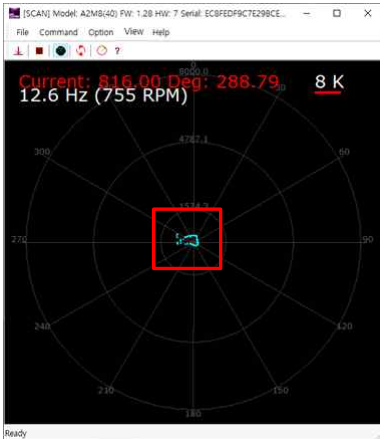 [SCAN] Model: A2M8(40) FW: 1.28 HW: 7 Serial: EC8FEDF9C7E29BCE...
File Command Option View Help
?
0
8000.0
Current: 816.00 Deg: 288.79
8 K
12.6 Hz (755 RPM)
30
4787.1
300
60
1574.2
270
90
240
120
210
150
180
Ready